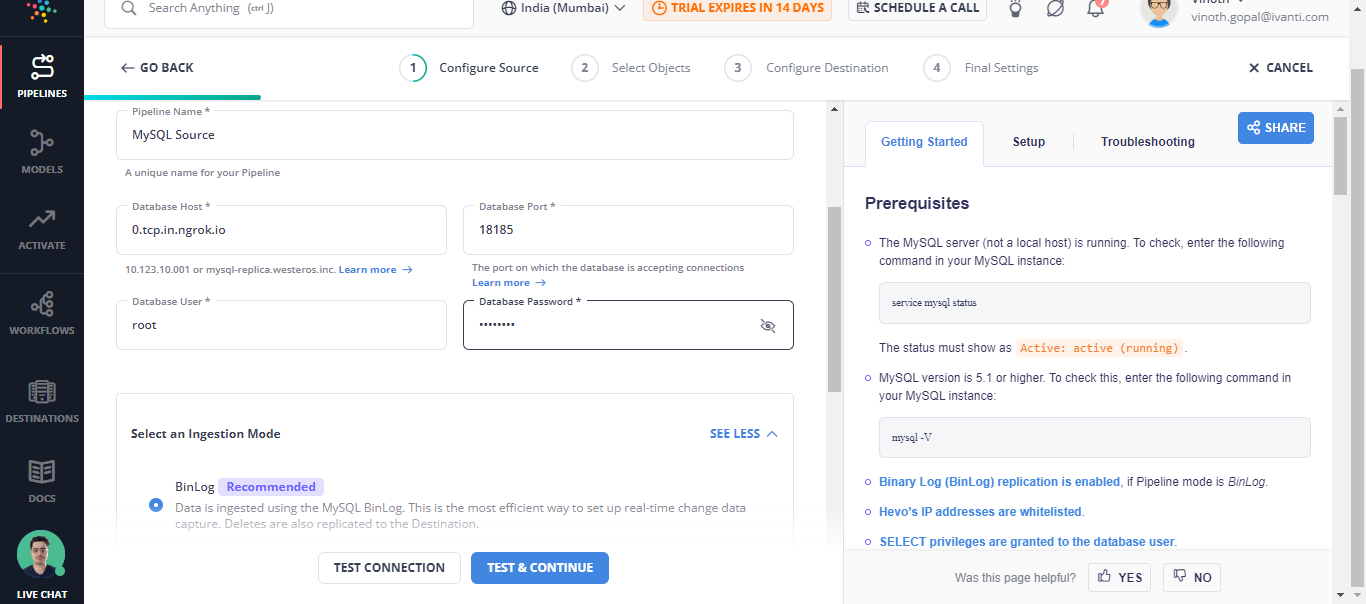 Search Anything (ctrl J)
India (Mumbai)
TRIAL EXPIRES IN 14 DAYS
SCHEDULE A CALL
7
vinoth.gopal@ivanti.com
GO BACK
1 Configure Source
2 Select Objects
3 Configure Destination
4 Final Settings
CANCEL
PIPELINES
MODELS
ACTIVATE
WORKFLOWS
DESTINATIONS
DOCS
LIVE CHAT
Pipeline Name *
MySQL Source
A unique name for your Pipeline
Database Host *
0.tcp.in.ngrok.io
10.123.10.001 or mysql-replica.westeros.inc. Learn more →
Database Port *
18185
The port on which the database is accepting connections
Learn more →
Database User *
root
Database Password *
••••••••
Select an Ingestion Mode
SEE LESS
BinLog Recommended
Data is ingested using the MySQL BinLog. This is the most efficient way to set up real-time change data
capture. Deletes are also replicated to the Destination.
TEST CONNECTION
TEST & CONTINUE
Getting Started
Setup
Troubleshooting
SHARE
Prerequisites
The MySQL server (not a local host) is running. To check, enter the following
command in your MySQL instance:
service mysql status
The status must show as Active: active (running) .
MySQL version is 5.1 or higher. To check this, enter the following command in
your MySQL instance:
mysql -V
Binary Log (BinLog) replication is enabled, if Pipeline mode is BinLog.
Hevo's IP addresses are whitelisted.
SELECT privileges are granted to the database user.
Was this page helpful?
YES
NO